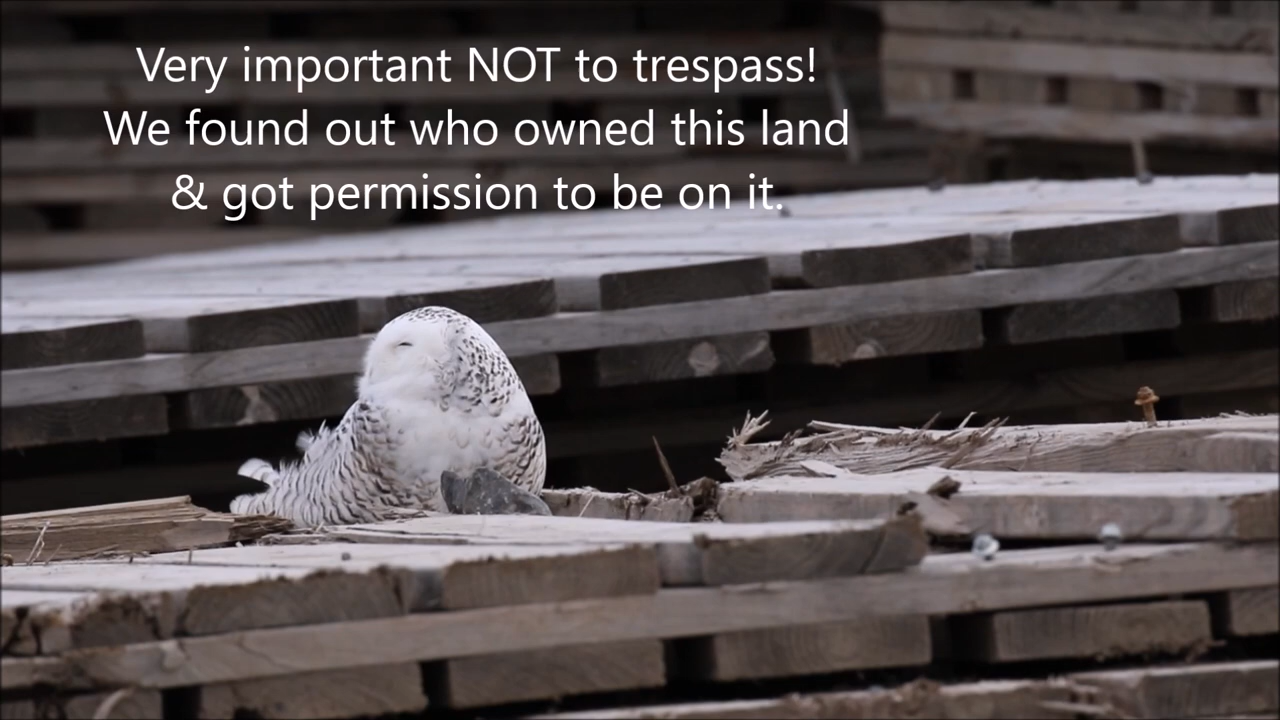 Very important NOT to trespass!
We found out who owned this land
& got permission to be on it.